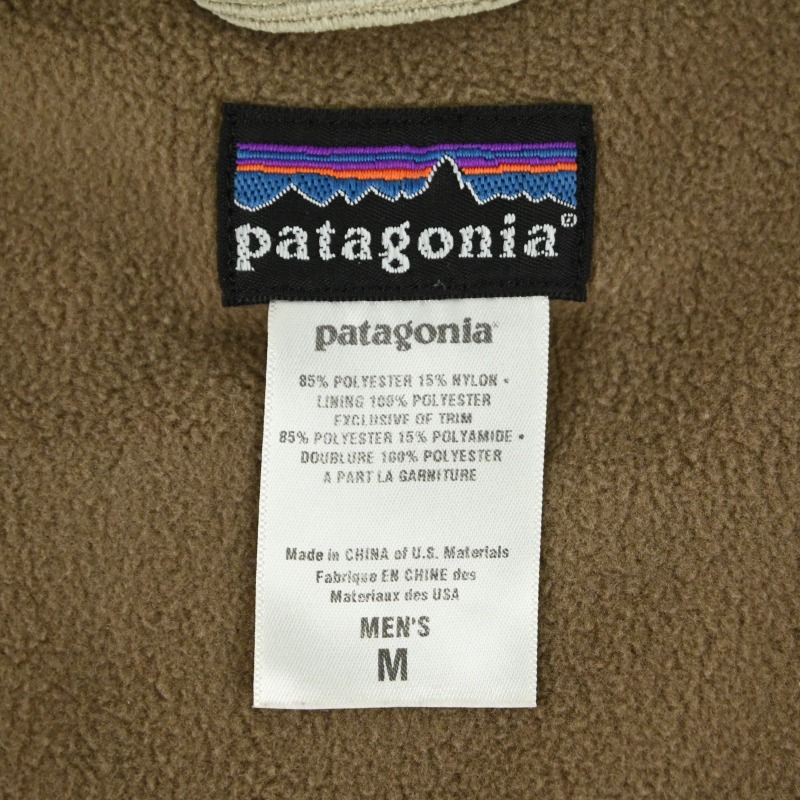 patagonia®
patagonia
85% POLYESTER 15% NYLON •
LINING 100% POLYESTER
EXCLUSIVE OF TRIM
85% POLYESTER 15% POLYAMIDE •
DOUBLURE 100% POLYESTER
A PART LA GARNITURE
Made in CHINA of U.S. Materials
Fabrique EN CHINE des
Materiaux des USA
MEN'S
M